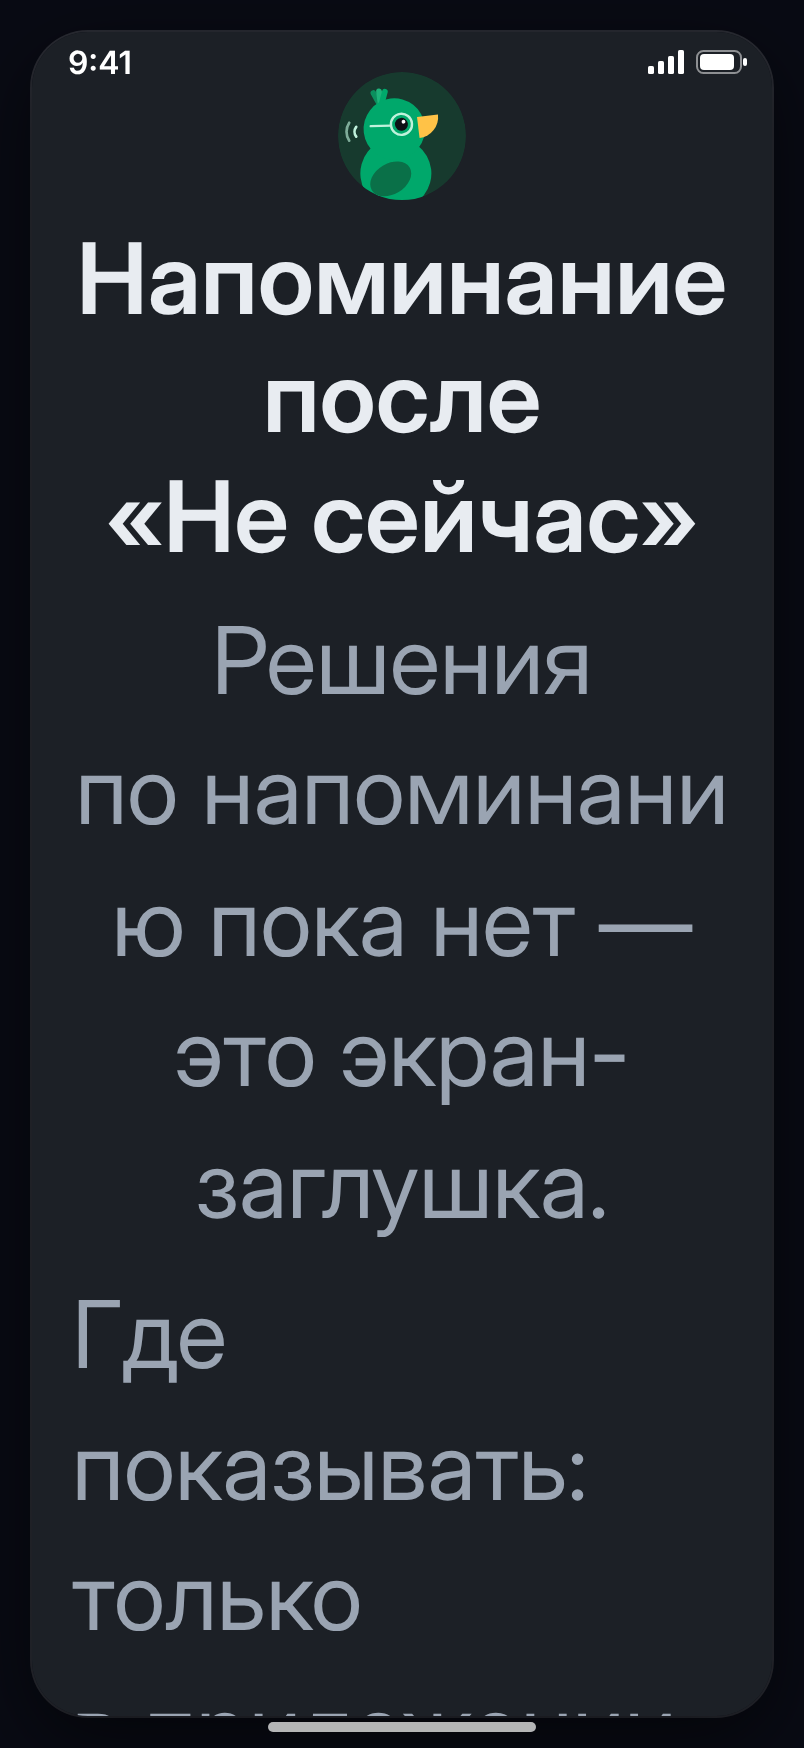 9:41
Напоминание
после
«Не сейчас»
Решения
по напоминани
ю пока нет —
это экран-
заглушка.
Где
показывать:
только